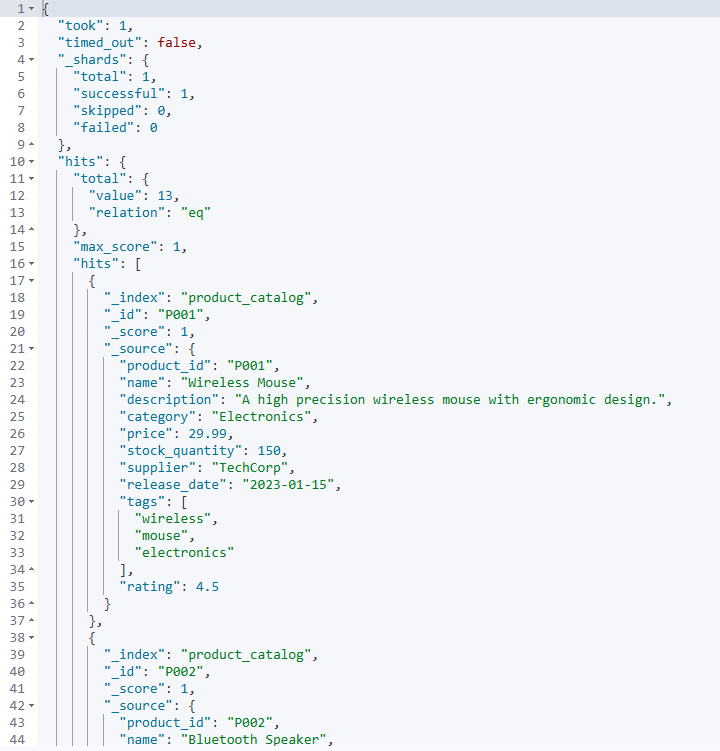 1 {
2 "took": 1,
3 "timed_out": false,
4 "_shards": {
5 "total": 1,
6 "successful": 1,
7 "skipped": 0,
8 "failed": 0
9 },
10 "hits": {
11 "total": {
12 "value": 13,
13 "relation": "eq"
14 },
15 "max_score": 1,
16 "hits": [
17 {
18 "_index": "product_catalog",
19 "_id": "P001",
20 "_score": 1,
21 "_source": {
22 "product_id": "P001",
23 "name": "Wireless Mouse",
24 "description": "A high precision wireless mouse with ergonomic design.",
25 "category": "Electronics",
26 "price": 29.99,
27 "stock_quantity": 150,
28 "supplier": "TechCorp",
29 "release_date": "2023-01-15",
30 "tags": [
31 "wireless",
32 "mouse",
33 "electronics"
34 ],
35 "rating": 4.5
36 }
37 },
38 {
39 "_index": "product_catalog",
40 "_id": "P002",
41 "_score": 1,
42 "_source": {
43 "product_id": "P002",
44 "name": "Bluetooth Speaker",